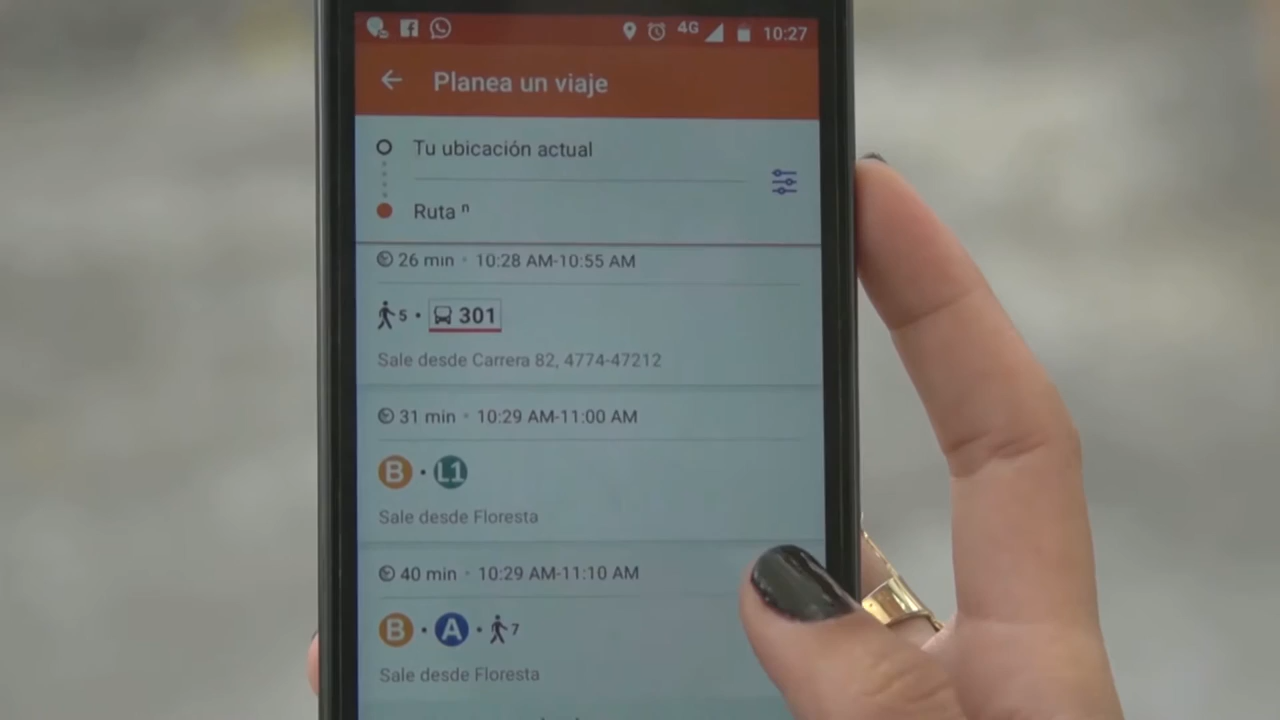 4G 10:27
Planea un viaje
Tu ubicación actual
Ruta n
26 min • 10:28 AM-10:55 AM
5 • 301
Sale desde Carrera 82, 4774-47212
31 min • 10:29 AM-11:00 AM
B • L1
Sale desde Floresta
40 min • 10:29 AM-11:10 AM
B • A • 7
Sale desde Floresta